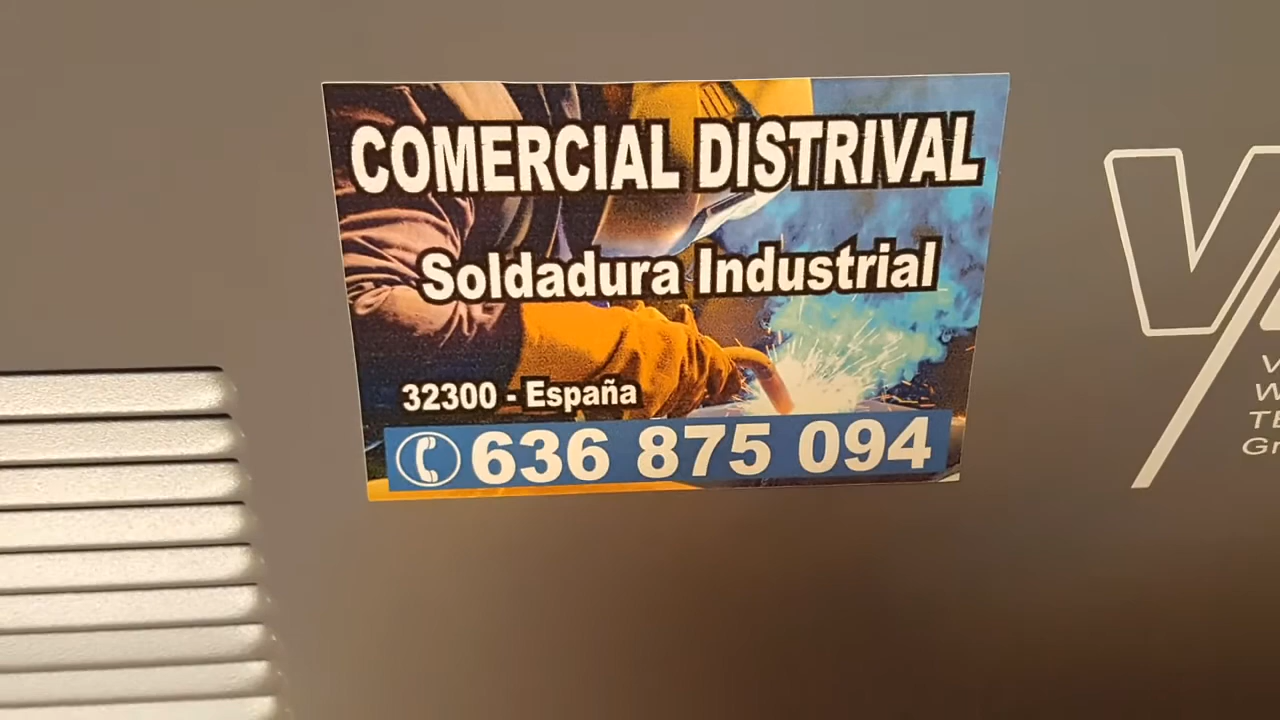 COMERCIAL DISTRIVAL
Soldadura Industrial
32300 - España
636 875 094